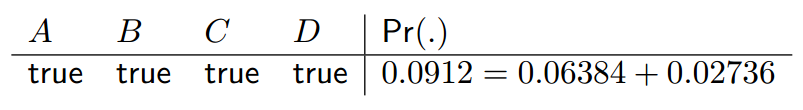 A B C D Pr(.)
true true true true 0.0912 = 0.06384 + 0.02736